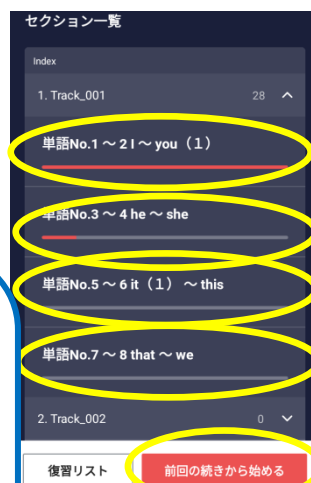 セクション一覧
Index
1. Track_001 28
単語No.1 ~ 2 I ~ you（1）
単語No.3 ~ 4 he ~ she
単語No.5 ~ 6 it（1） ~ this
単語No.7 ~ 8 that ~ we
2. Track_002 0
復習リスト 前回の続きから始める